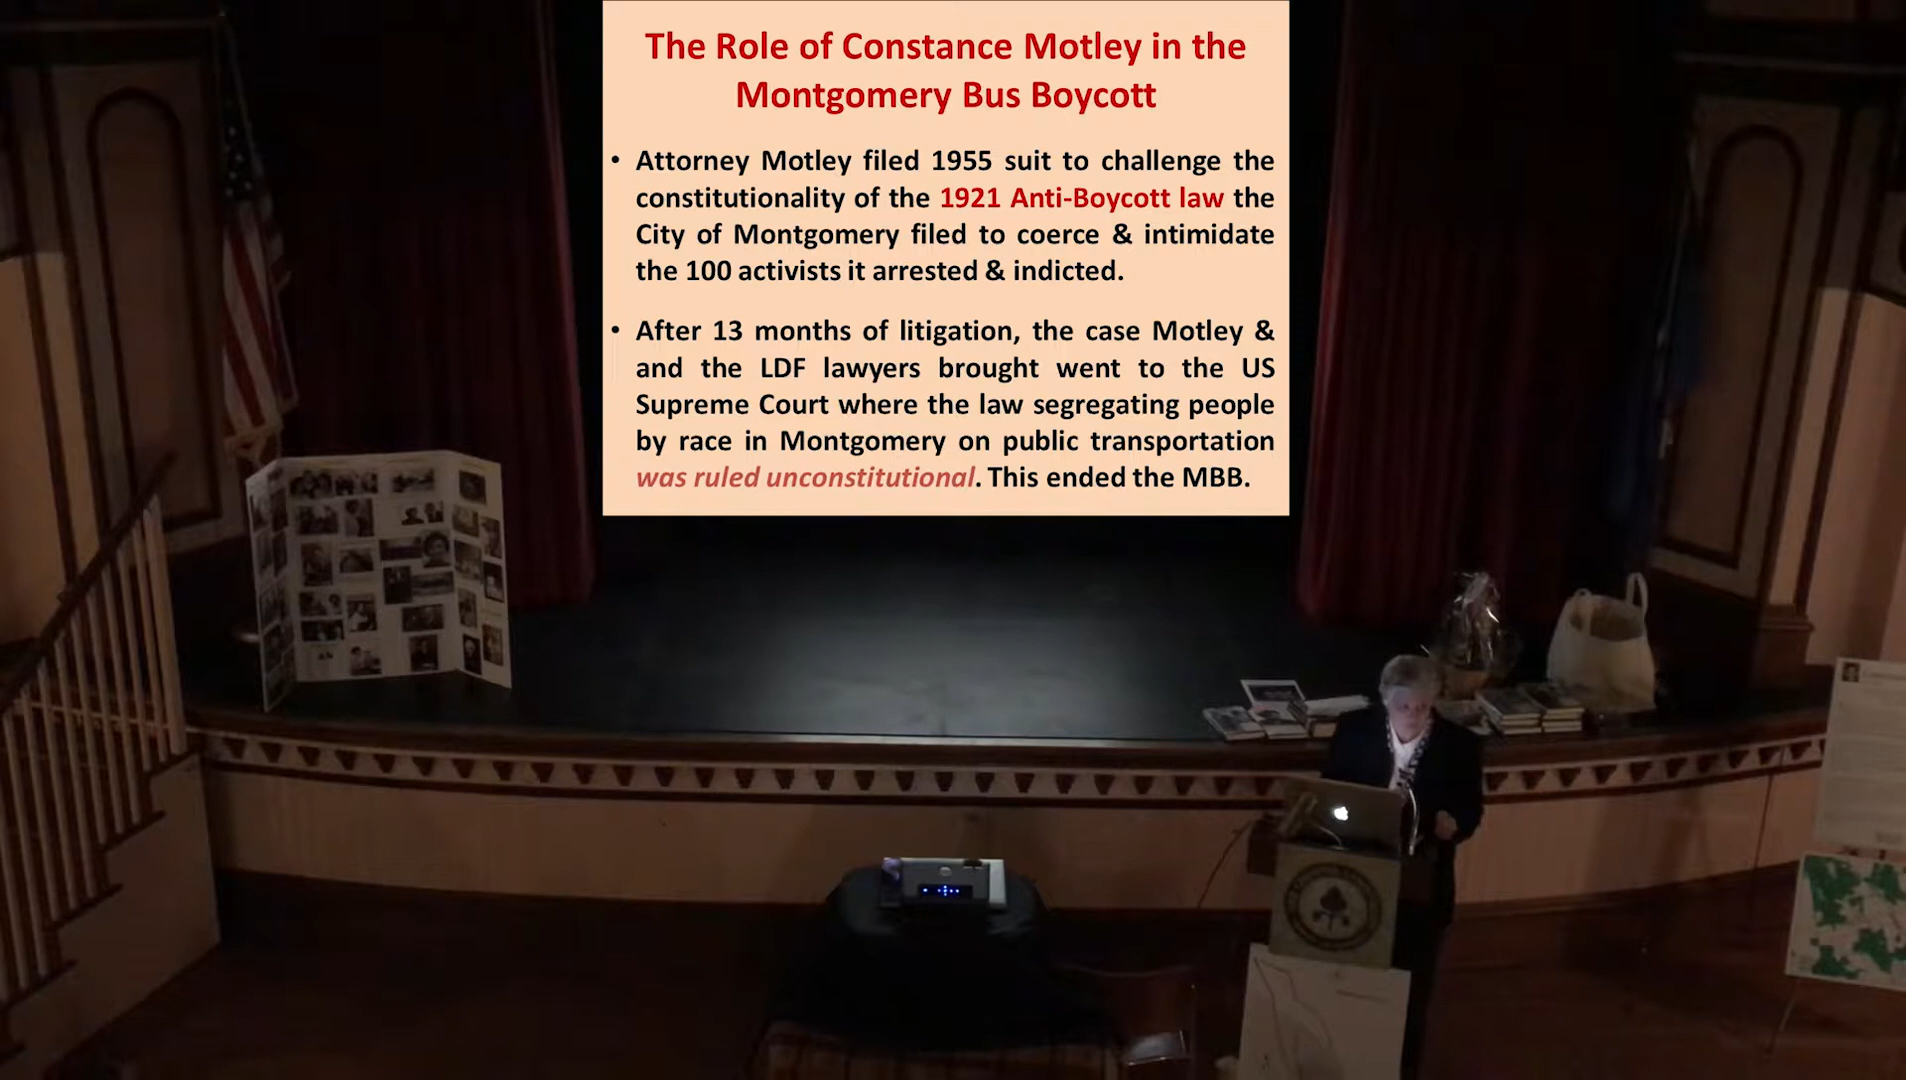 The Role of Constance Motley in the
Montgomery Bus Boycott
• Attorney Motley filed 1955 suit to challenge the
constitutionality of the 1921 Anti-Boycott law the
City of Montgomery filed to coerce & intimidate
the 100 activists it arrested & indicted.
• After 13 months of litigation, the case Motley &
and the LDF lawyers brought went to the US
Supreme Court where the law segregating people
by race in Montgomery on public transportation
was ruled unconstitutional. This ended the MBB.